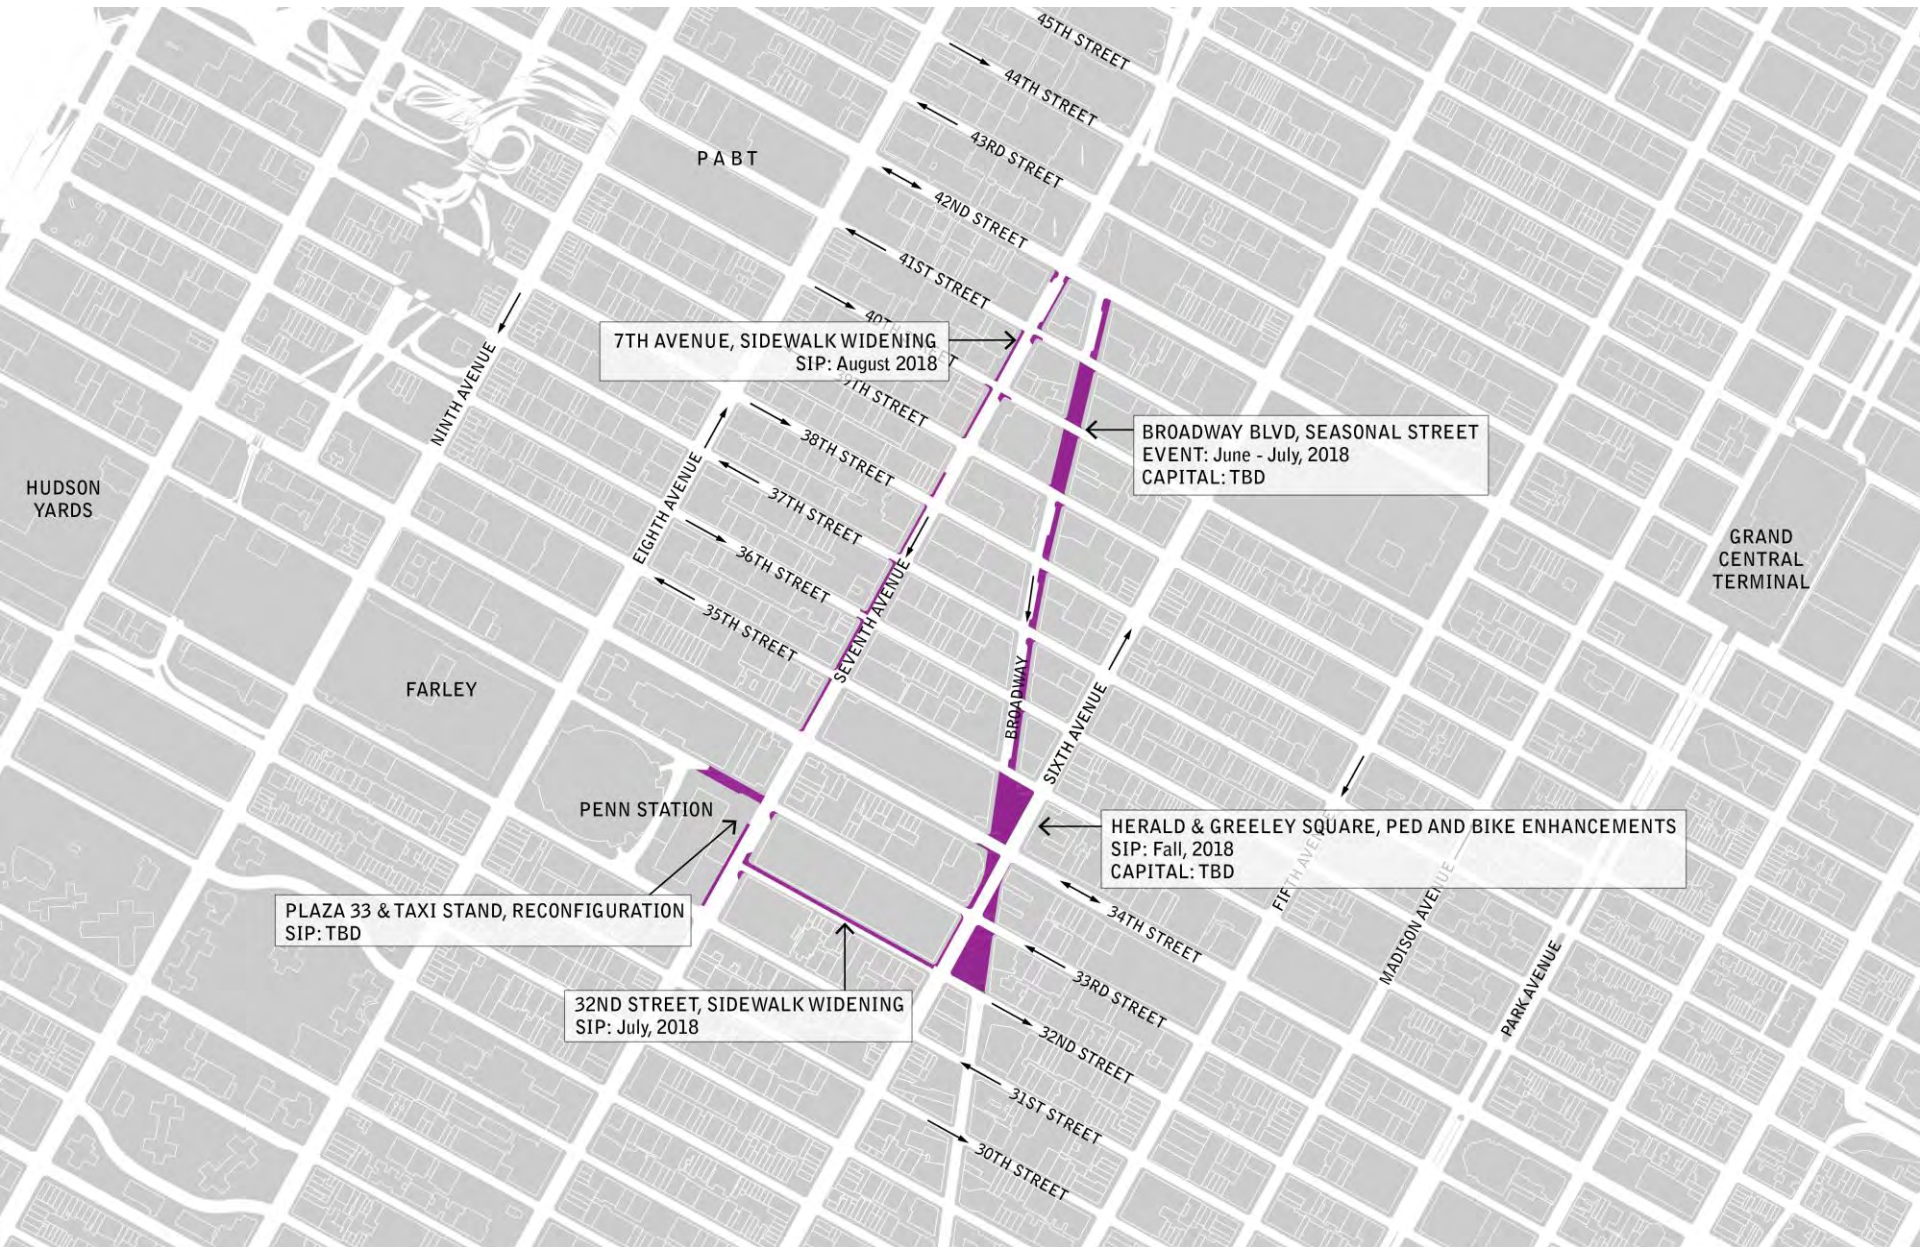 45TH STREET
44TH STREET
43RD STREET
PABT
42ND STREET
41ST STREET
40TH STREET
7TH AVENUE, SIDEWALK WIDENING
SIP: August 2018
39TH STREET
NINTH AVENUE
BROADWAY BLVD, SEASONAL STREET
EVENT: June - July, 2018
CAPITAL: TBD
38TH STREET
HUDSON
YARDS
37TH STREET
EIGHTH AVENUE
36TH STREET
GRAND
CENTRAL
TERMINAL
35TH STREET
SEVENTH AVENUE
FARLEY
BROADWAY
SIXTH AVENUE
PENN STATION
HERALD & GREELEY SQUARE, PED AND BIKE ENHANCEMENTS
SIP: Fall, 2018
CAPITAL: TBD
FIFTH AVENUE
MADISON AVENUE
PLAZA 33 & TAXI STAND, RECONFIGURATION
SIP: TBD
34TH STREET
PARK AVENUE
32ND STREET, SIDEWALK WIDENING
SIP: July, 2018
33RD STREET
32ND STREET
31ST STREET
30TH STREET